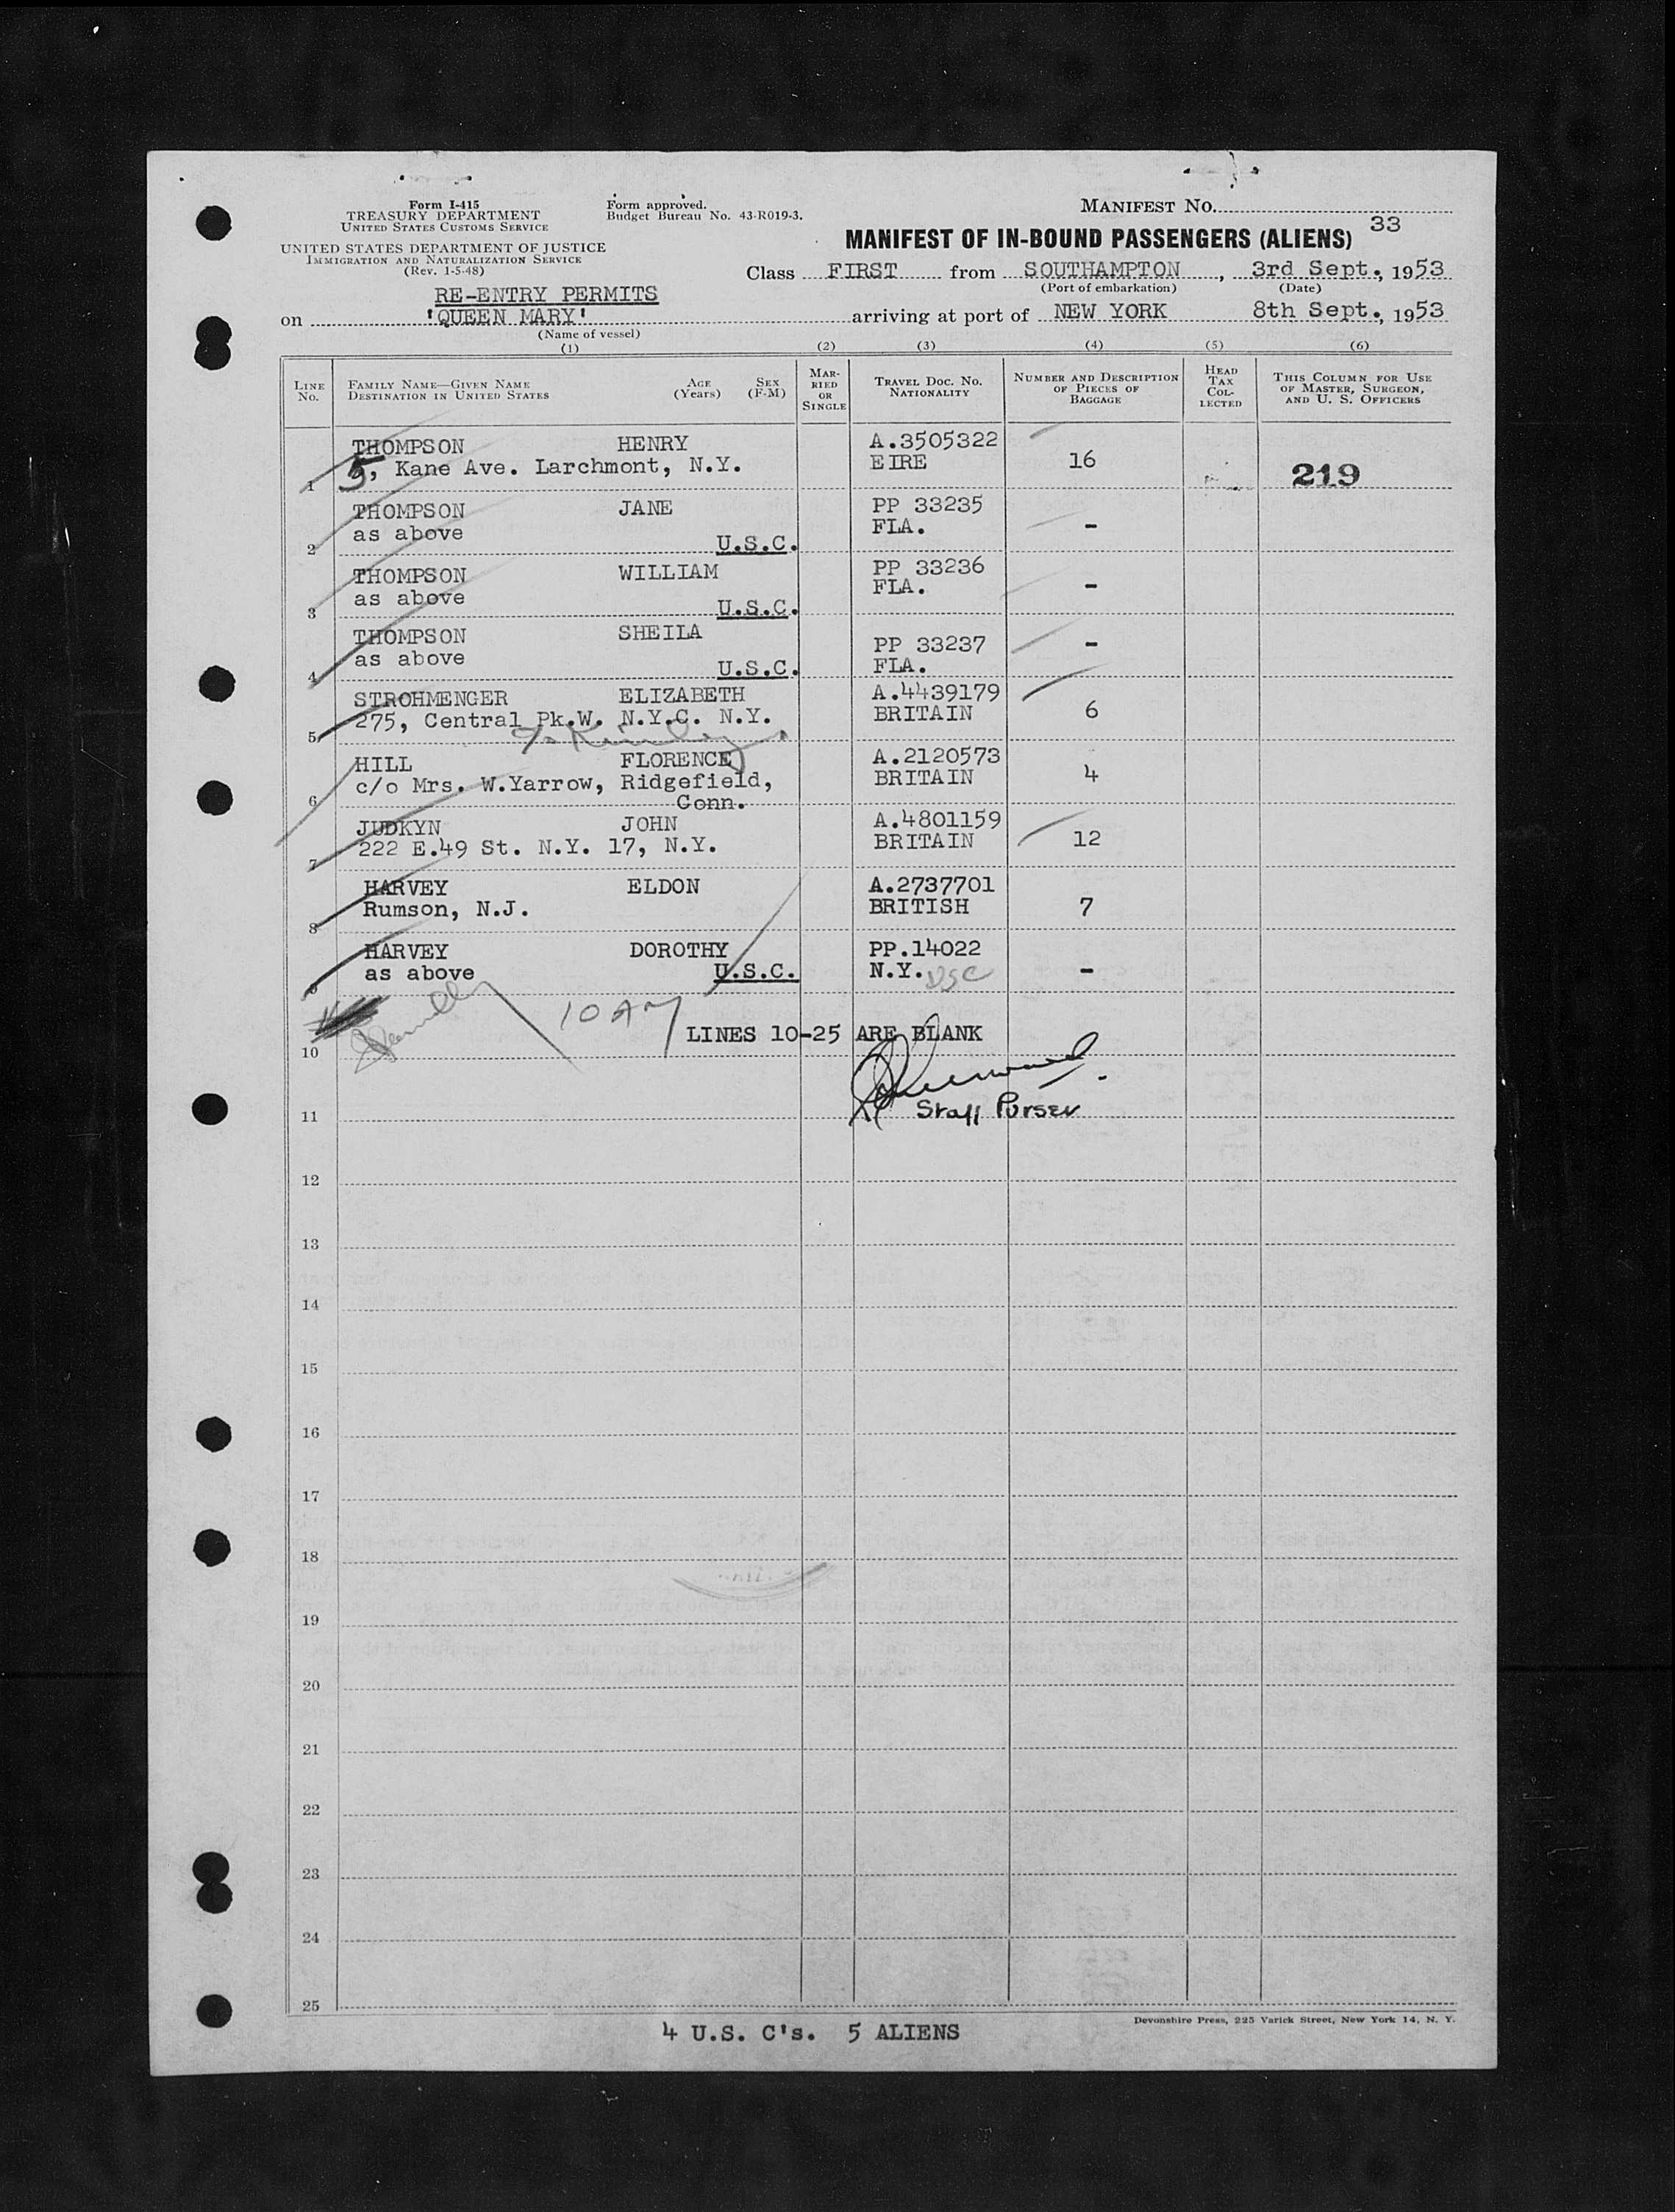 Form I-415
TREASURY DEPARTMENT
UNITED STATES CUSTOMS SERVICE
UNITED STATES DEPARTMENT OF JUSTICE
IMMIGRATION AND NATURALIZATION SERVICE
(Rev. 1-5-48)
Form approved.
Budget Bureau No. 43-R019-3.
MANIFEST No.
33
MANIFEST OF IN-BOUND PASSENGERS (ALIENS)
Class FIRST from SOUTHAMPTON, 3rd Sept., 1953
(Port of embarkation) (Date)
RE-ENTRY PERMITS
on 'QUEEN MARY' arriving at port of NEW YORK 8th Sept., 1953
(Name of vessel)
(1) (2) (3) (4) (5) (6)
LINE No. FAMILY NAME—GIVEN NAME DESTINATION IN UNITED STATES AGE (Years) SEX (F-M) MARRIED OR SINGLE TRAVEL DOC. No. NATIONALITY NUMBER AND DESCRIPTION OF PIECES OF BAGGAGE HEAD TAX COLLECTED THIS COLUMN FOR USE OF MASTER, SURGEON, AND U. S. OFFICERS
THOMPSON HENRY A.3505322
1 5, Kane Ave. Larchmont, N.Y. EIRE 16 219
THOMPSON JANE PP 33235
2 as above U.S.C. FLA. -
THOMPSON WILLIAM PP 33236
3 as above U.S.C. FLA. -
THOMPSON SHEILA PP 33237
4 as above U.S.C. FLA. -
STROHMENGER ELIZABETH A.4439179
5 275, Central Pk.W. N.Y.C. N.Y. BRITAIN 6
HILL FLORENCE A.2120573
6 c/o Mrs. W.Yarrow, Ridgefield, BRITAIN 4
Conn.
JUDKYN JOHN A.4801159
7 222 E.49 St. N.Y. 17, N.Y. BRITAIN 12
HARVEY ELDON A.2737701
8 Rumson, N.J. BRITISH 7
HARVEY DOROTHY PP.14022
9 as above U.S.C. N.Y. USC -
10 AM
10 LINES 10-25 ARE BLANK
11 Staff Purser
12
13
14
15
16
17
18
19
20
21
22
23
24
25
4 U.S. C's. 5 ALIENS
Devonshire Press, 225 Varick Street, New York 14, N. Y.